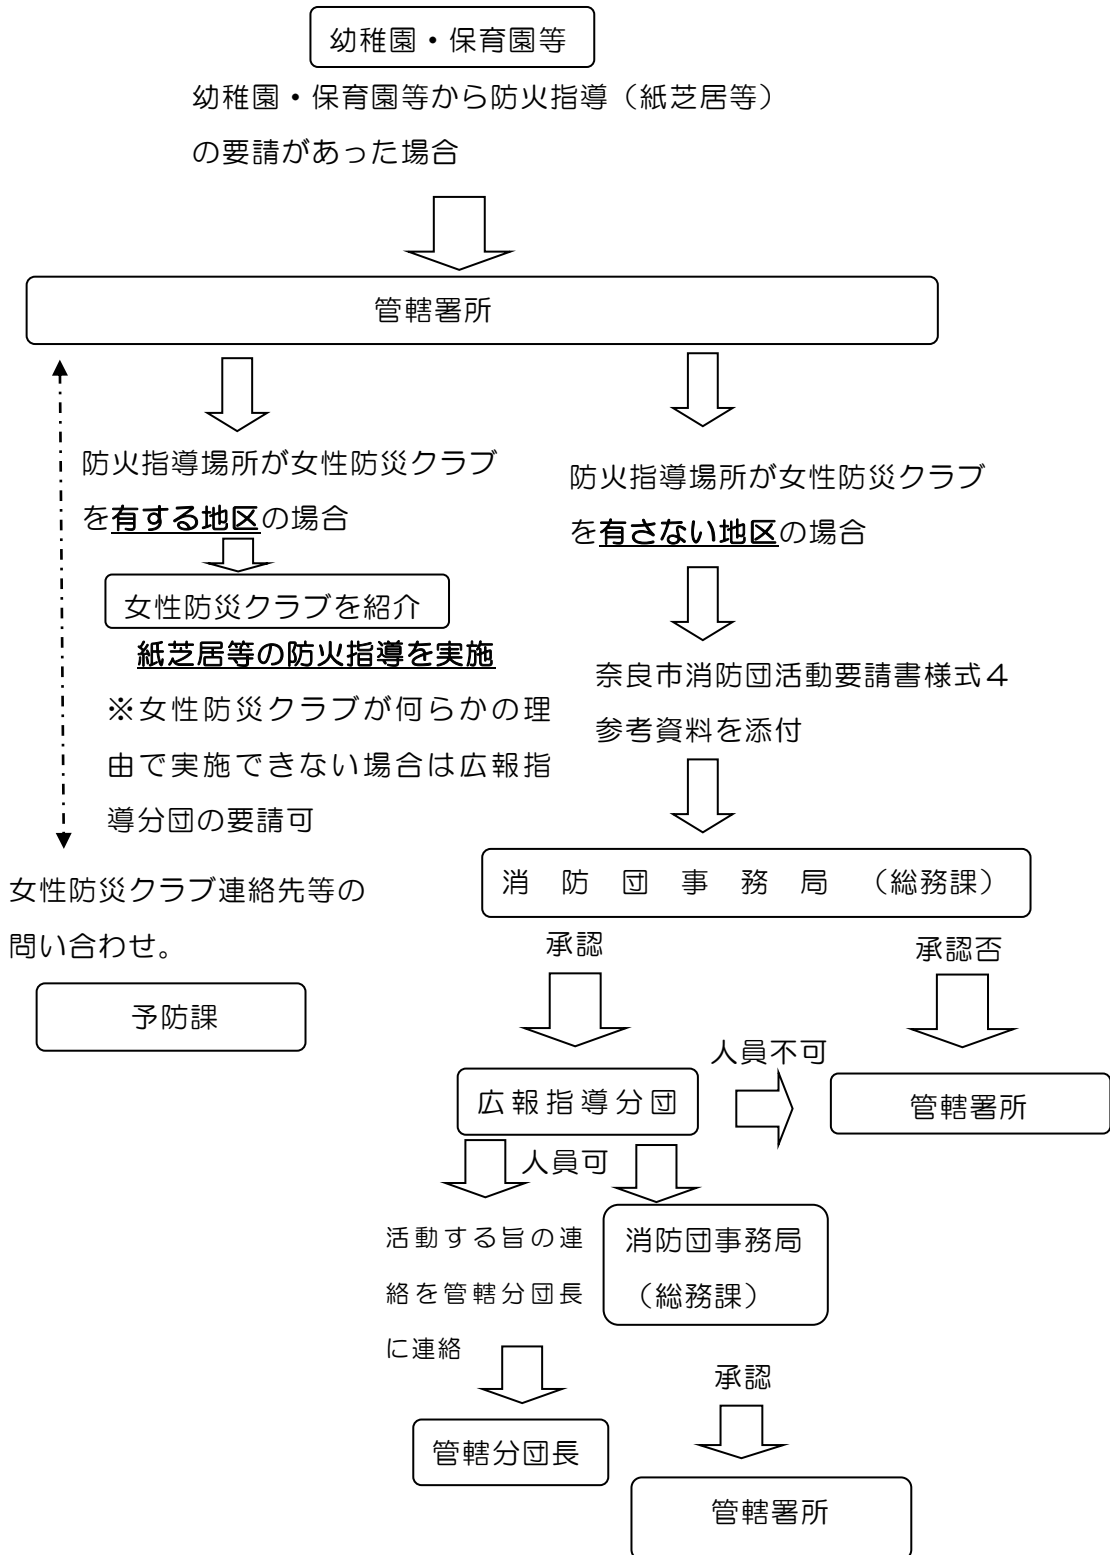 幼稚園・保育園等
幼稚園・保育園等から防火指導（紙芝居等）
の要請があった場合
管轄署所
防火指導場所が女性防災クラブ
を有する地区の場合
女性防災クラブを紹介
紙芝居等の防火指導を実施
※女性防災クラブが何らかの理
由で実施できない場合は広報指
導分団の要請可
女性防災クラブ連絡先等の
問い合わせ。
予防課
防火指導場所が女性防災クラブ
を有さない地区の場合
奈良市消防団活動要請書様式４
参考資料を添付
消防団事務局（総務課）
承認
承認否
広報指導分団
人員不可
管轄署所
人員可
活動する旨の連
絡を管轄分団長
に連絡
消防団事務局
（総務課）
管轄分団長
承認
管轄署所